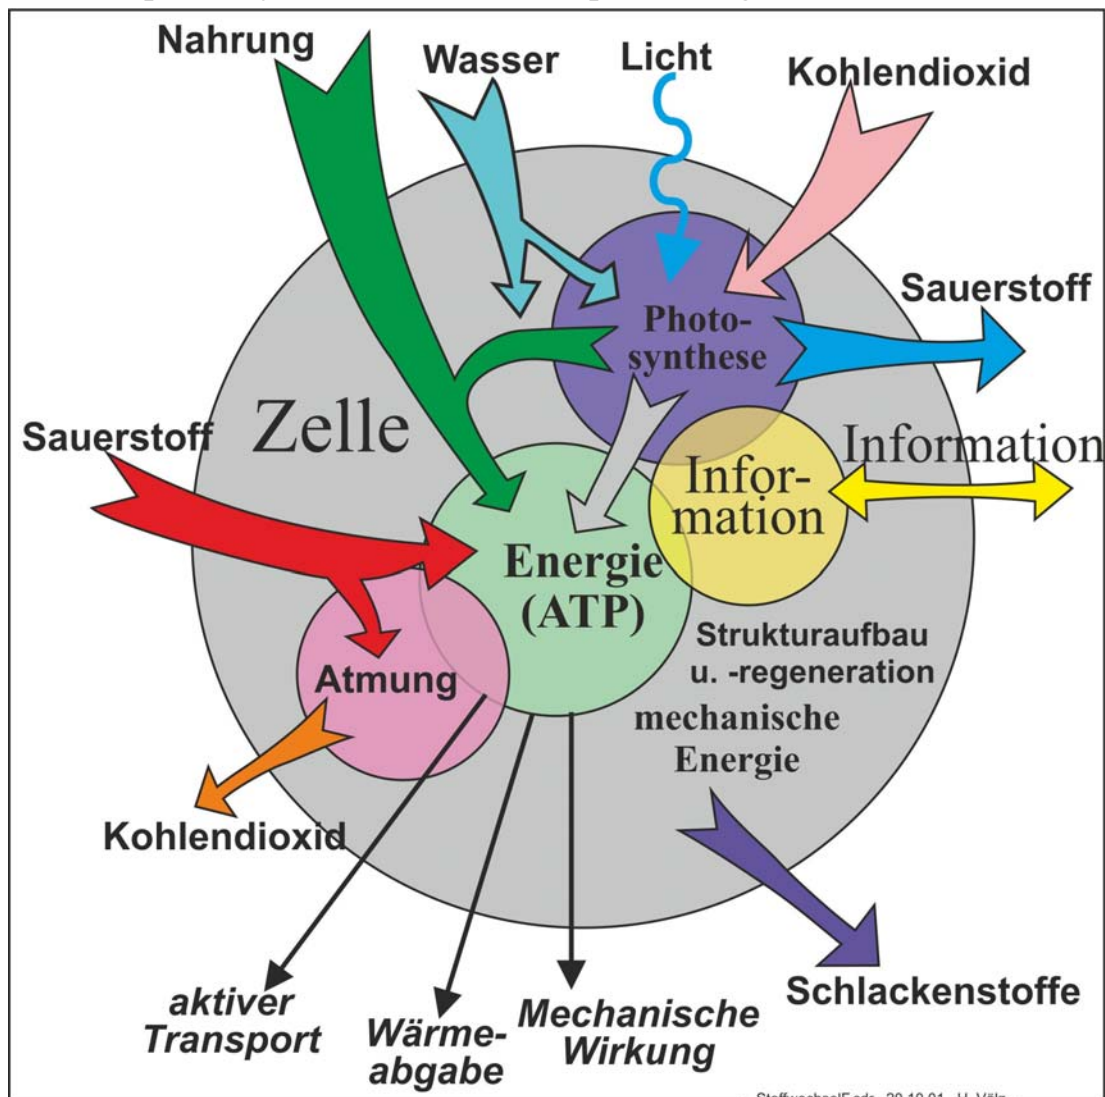 Nahrung
Wasser
Licht
Kohlendioxid
Sauerstoff
Photo-
synthese
Zelle
Sauerstoff
Information
Infor-
mation
Energie
(ATP)
Strukturaufbau
u. -regeneration
mechanische
Energie
Atmung
Kohlendioxid
Schlackenstoffe
aktiver
Transport
Wärme-
abgabe
Mechanische
Wirkung